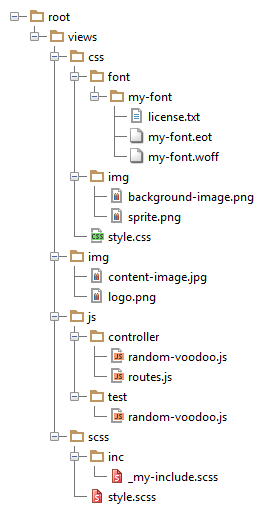 root
views
css
font
my-font
license.txt
my-font.eot
my-font.woff
img
background-image.png
sprite.png
style.css
img
content-image.jpg
logo.png
js
controller
random-voodoo.js
routes.js
test
random-voodoo.js
scss
inc
_my-include.scss
style.scss